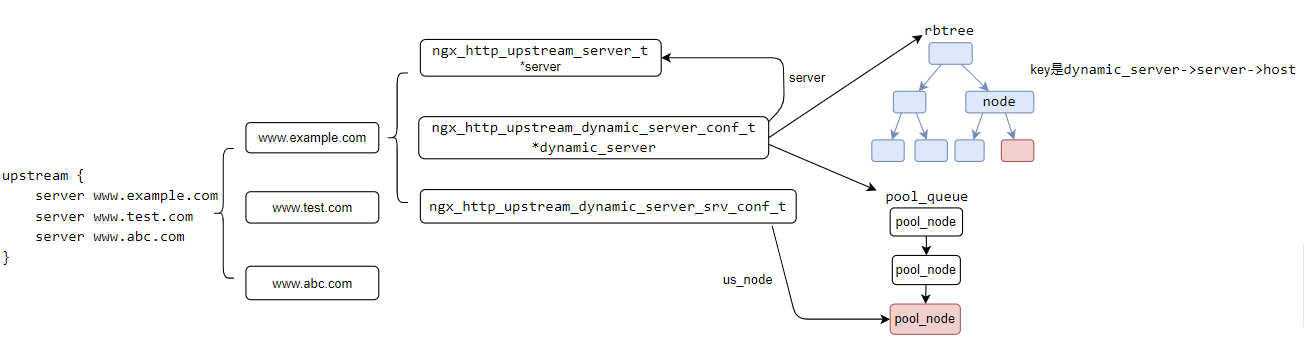 upstream {
server www.example.com
server www.test.com
server www.abc.com
}
www.example.com
www.test.com
www.abc.com
ngx_http_upstream_server_t
*server
ngx_http_upstream_dynamic_server_conf_t
*dynamic_server
ngx_http_upstream_dynamic_server_srv_conf_t
server
us_node
rbtree
node
key是dynamic_server->server->host
pool_queue
pool_node
pool_node
pool_node